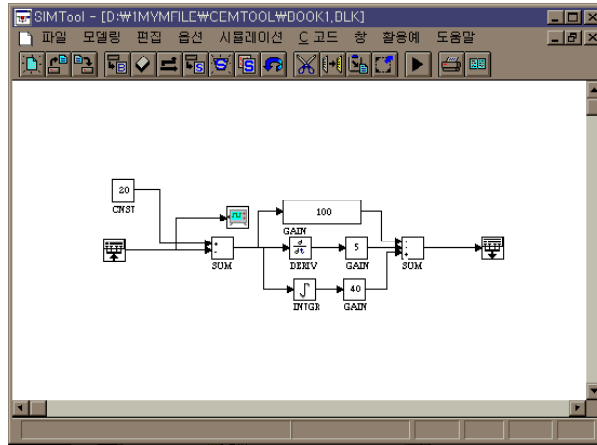 SIMTool - [D:₩1MYMFILE₩CEMTOOL₩BOOK1,BLK]
파일 모델링 편집 옵션 시뮬레이션 C 코드 창 활용예 도움말
B S S
20
CNST
100
GAIN
+
-
SUM
d
dt
DERIV
5
GAIN
SUM
∫
INTGR
40
GAIN